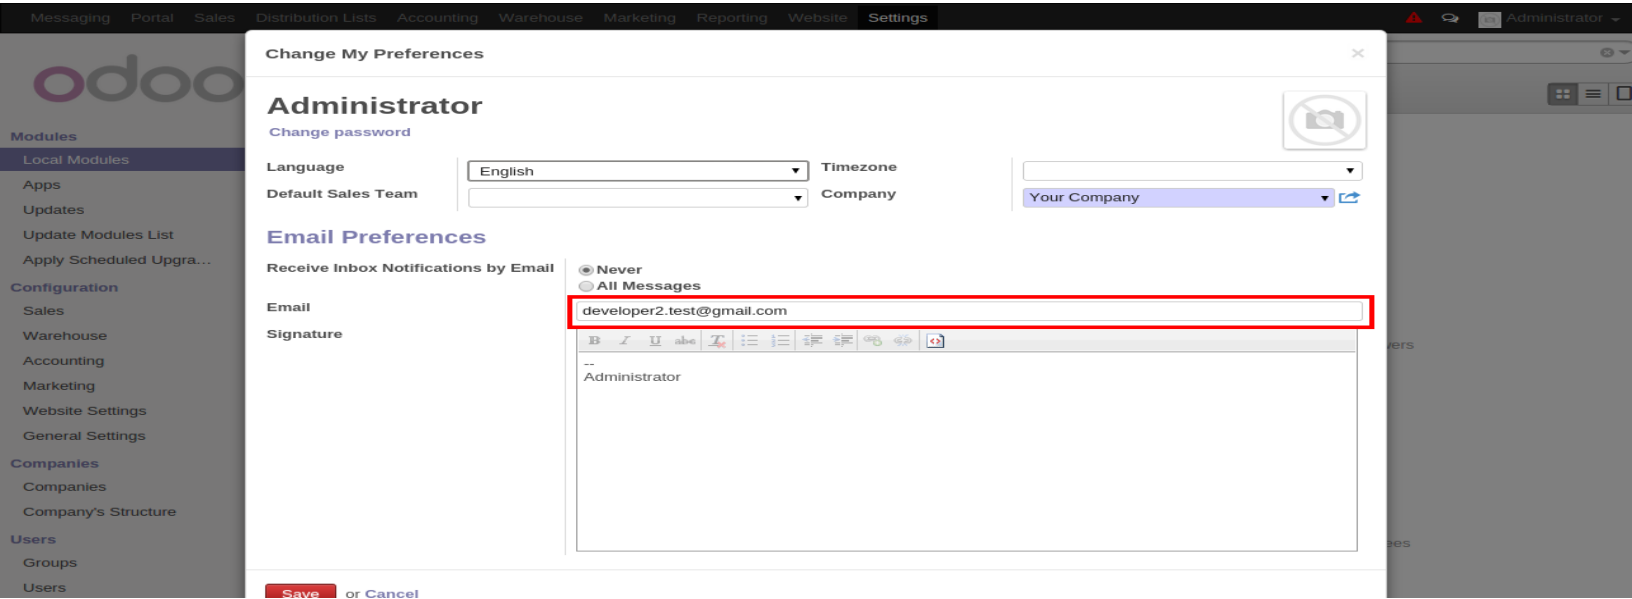 Messaging Portal Sales Distribution Lists Accounting Warehouse Marketing Reporting Website Settings Administrator
odoo
Modules
Local Modules
Apps
Updates
Update Modules List
Apply Scheduled Upgra...
Configuration
Sales
Warehouse
Accounting
Marketing
Website Settings
General Settings
Companies
Companies
Company's Structure
Users
Groups
Users
Change My Preferences ×
Administrator
Change password
Language English Timezone
Default Sales Team Company Your Company
Email Preferences
Receive Inbox Notifications by Email Never
All Messages
Email developer2.test@gmail.com
Signature
B I U abc
--
Administrator
Save or Cancel
vers
ees